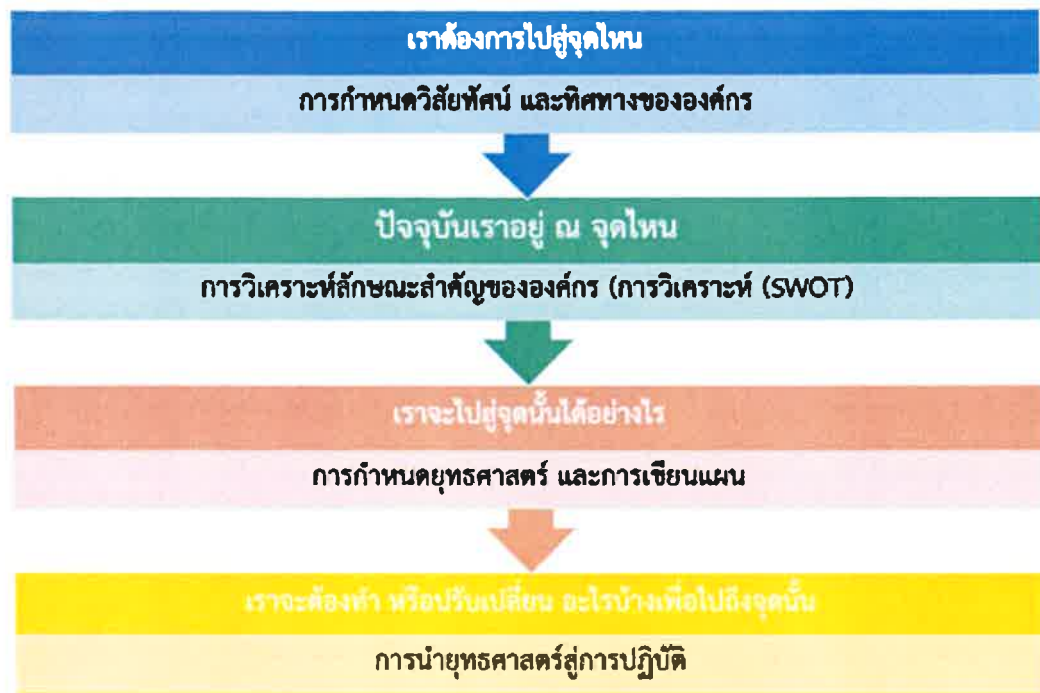 เราต้องการไปสู่จุดไหน
การกำหนดวิสัยทัศน์ และทิศทางขององค์กร
ปัจจุบันเราอยู่ ณ จุดไหน
การวิเคราะห์ลักษณะสำคัญขององค์กร (การวิเคราะห์ (SWOT)
เราจะไปสู่จุดนั้นได้อย่างไร
การกำหนดยุทธศาสตร์ และการเขียนแผน
เราจะต้องทำ หรือปรับเปลี่ยน อะไรบ้างเพื่อไปถึงจุดนั้น
การนำยุทธศาสตร์สู่การปฏิบัติ